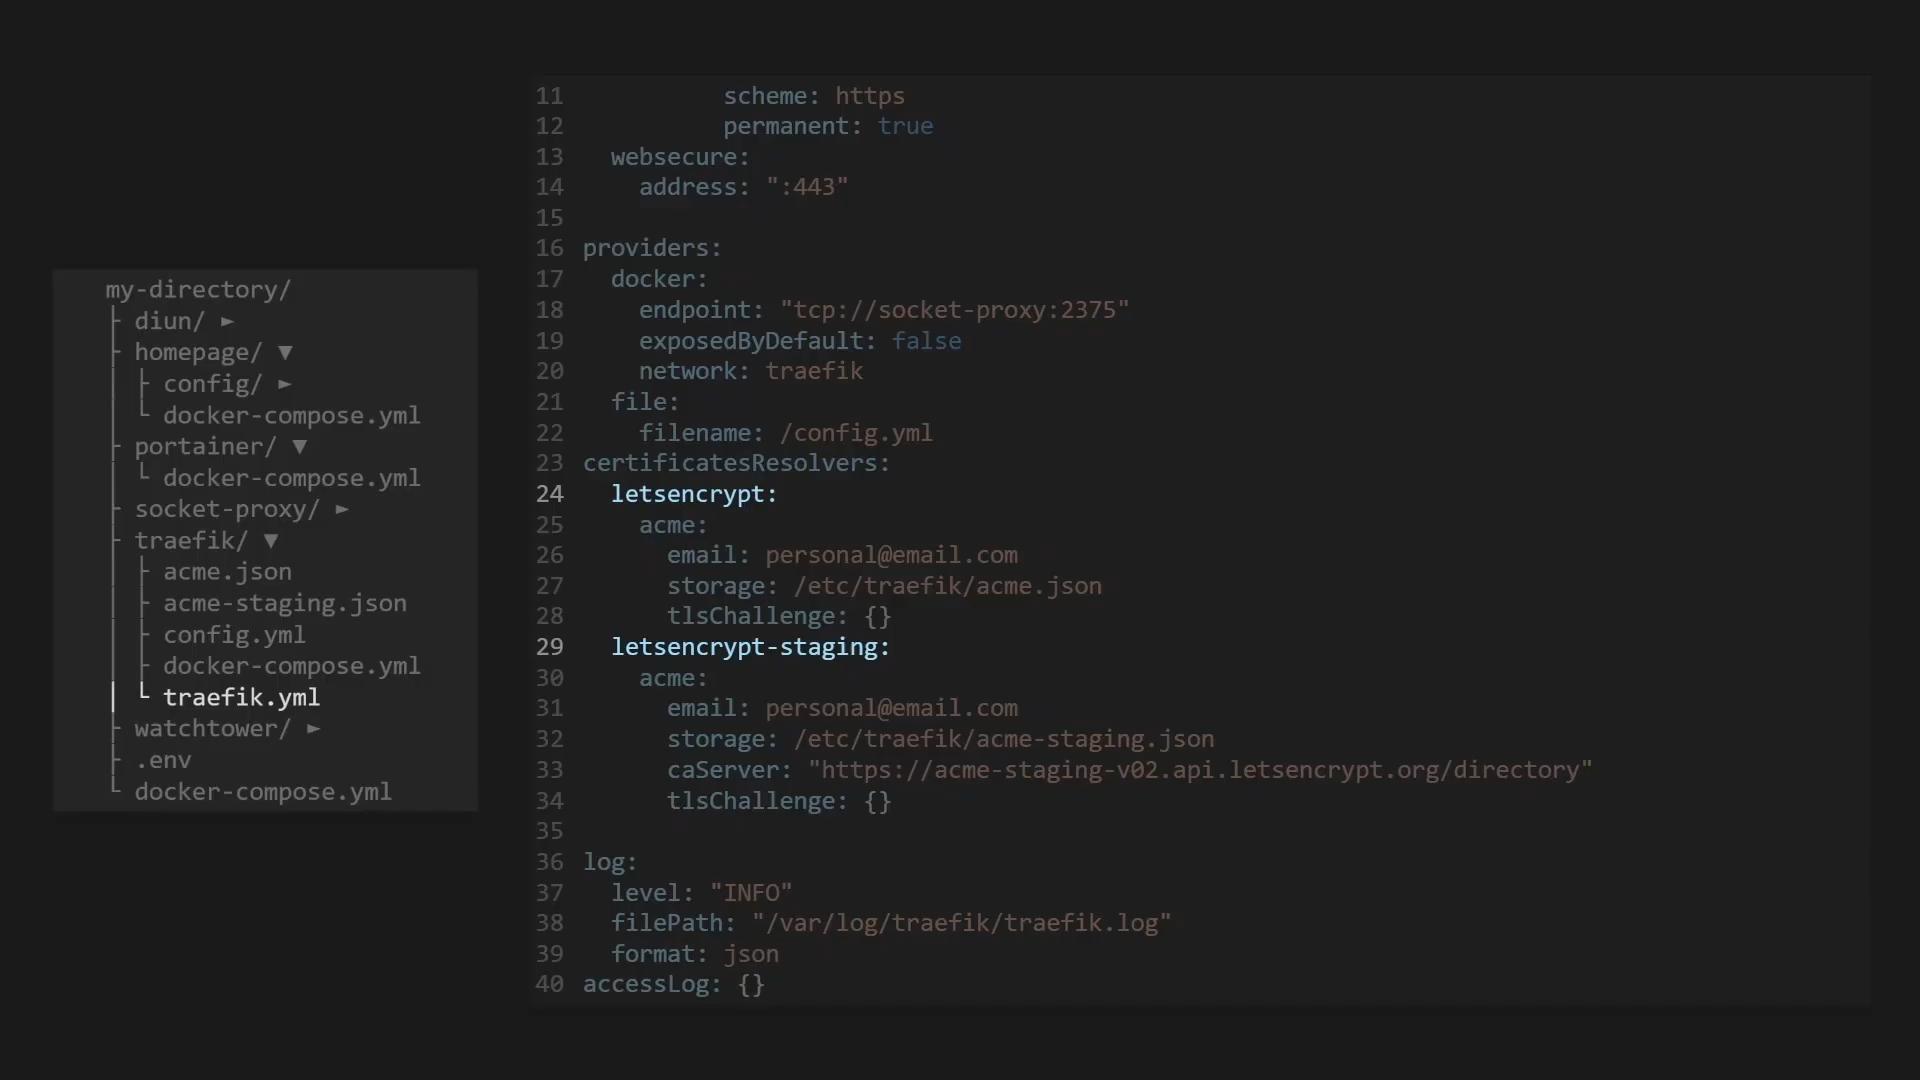 my-directory/
├ diun/ ►
├ homepage/ ▼
│ ├ config/ ►
│ └ docker-compose.yml
├ portainer/ ▼
│ └ docker-compose.yml
├ socket-proxy/ ►
├ traefik/ ▼
│ ├ acme.json
│ ├ acme-staging.json
│ ├ config.yml
│ ├ docker-compose.yml
│ └ traefik.yml
├ watchtower/ ►
├ .env
└ docker-compose.yml
11           scheme: https
12           permanent: true
13   websecure:
14     address: ":443"
15
16 providers:
17   docker:
18     endpoint: "tcp://socket-proxy:2375"
19     exposedByDefault: false
20     network: traefik
21   file:
22     filename: /config.yml
23 certificatesResolvers:
24   letsencrypt:
25     acme:
26       email: personal@email.com
27       storage: /etc/traefik/acme.json
28       tlsChallenge: {}
29   letsencrypt-staging:
30     acme:
31       email: personal@email.com
32       storage: /etc/traefik/acme-staging.json
33       caServer: "https://acme-staging-v02.api.letsencrypt.org/directory"
34       tlsChallenge: {}
35
36 log:
37   level: "INFO"
38   filePath: "/var/log/traefik/traefik.log"
39   format: json
40 accessLog: {}